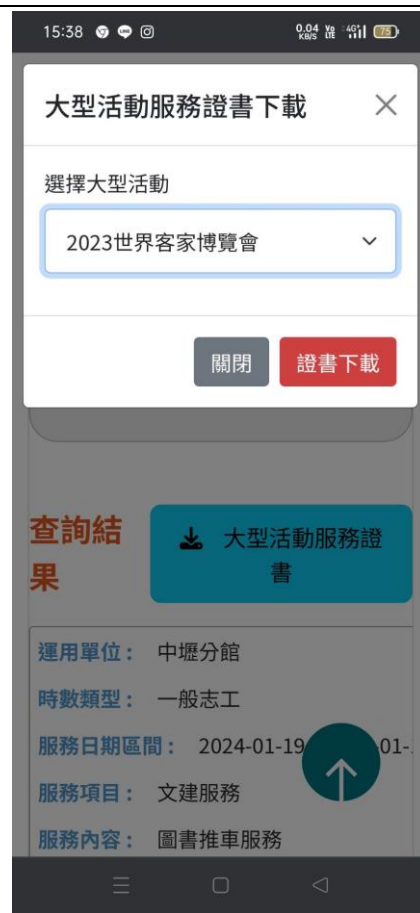 15:38 0.04 KB/S Vo LTE 4G 75
大型活動服務證書下載
選擇大型活動
2023世界客家博覽會
關閉 證書下載
查詢結果
大型活動服務證書
運用單位： 中壢分館
時數類型： 一般志工
服務日期區間： 2024-01-19 01-
服務項目： 文建服務
服務內容： 圖書推車服務